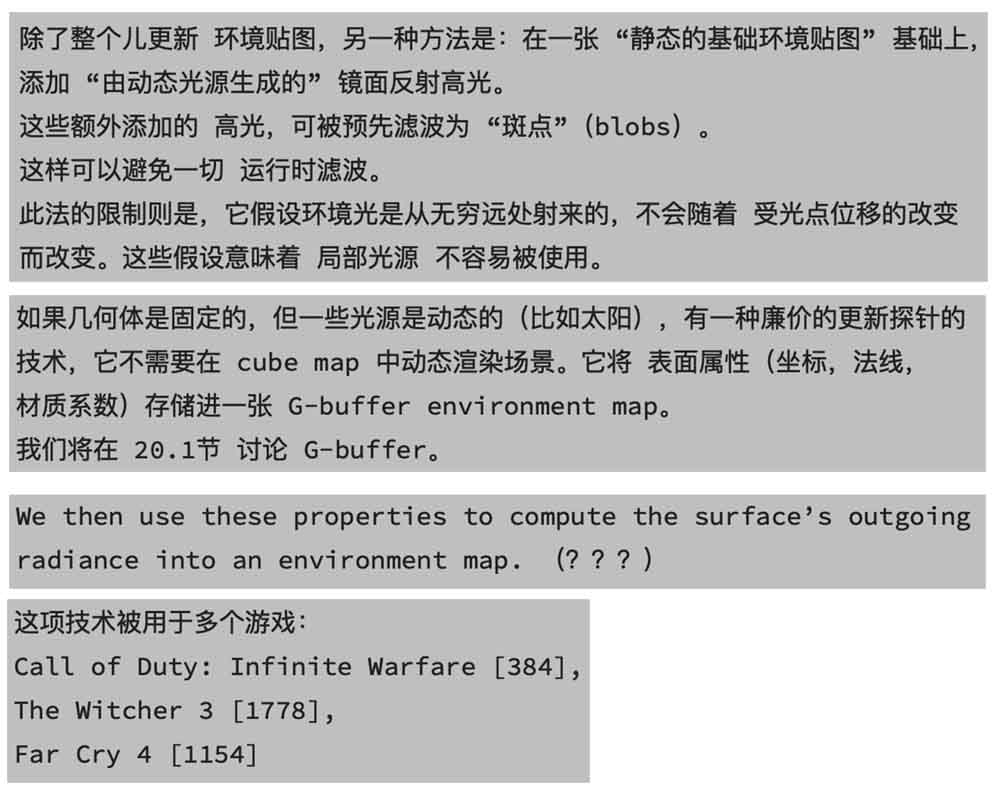 除了整个儿更新 环境贴图，另一种方法是：在一张 “静态的基础环境贴图” 基础上，
添加 “由动态光源生成的” 镜面反射高光。
这些额外添加的 高光，可被预先滤波为 “斑点”（blobs）。
这样可以避免一切 运行时滤波。
此法的限制则是，它假设环境光是从无穷远处射来的，不会随着 受光点位移的改变
而改变。这些假设意味着 局部光源 不容易被使用。
如果几何体是固定的，但一些光源是动态的（比如太阳），有一种廉价的更新探针的
技术，它不需要在 cube map 中动态渲染场景。它将 表面属性（坐标，法线，
材质系数）存储进一张 G-buffer environment map。
我们将在 20.1节 讨论 G-buffer。
We then use these properties to compute the surface’s outgoing
radiance into an environment map. （？？？）
这项技术被用于多个游戏：
Call of Duty: Infinite Warfare [384],
The Witcher 3 [1778],
Far Cry 4 [1154]